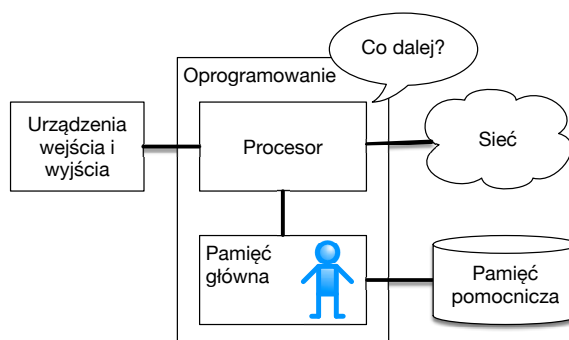 Co dalej?
Oprogramowanie
Urządzenia
wejścia i
wyjścia
Procesor
Sieć
Pamięć
główna
Pamięć
pomocnicza